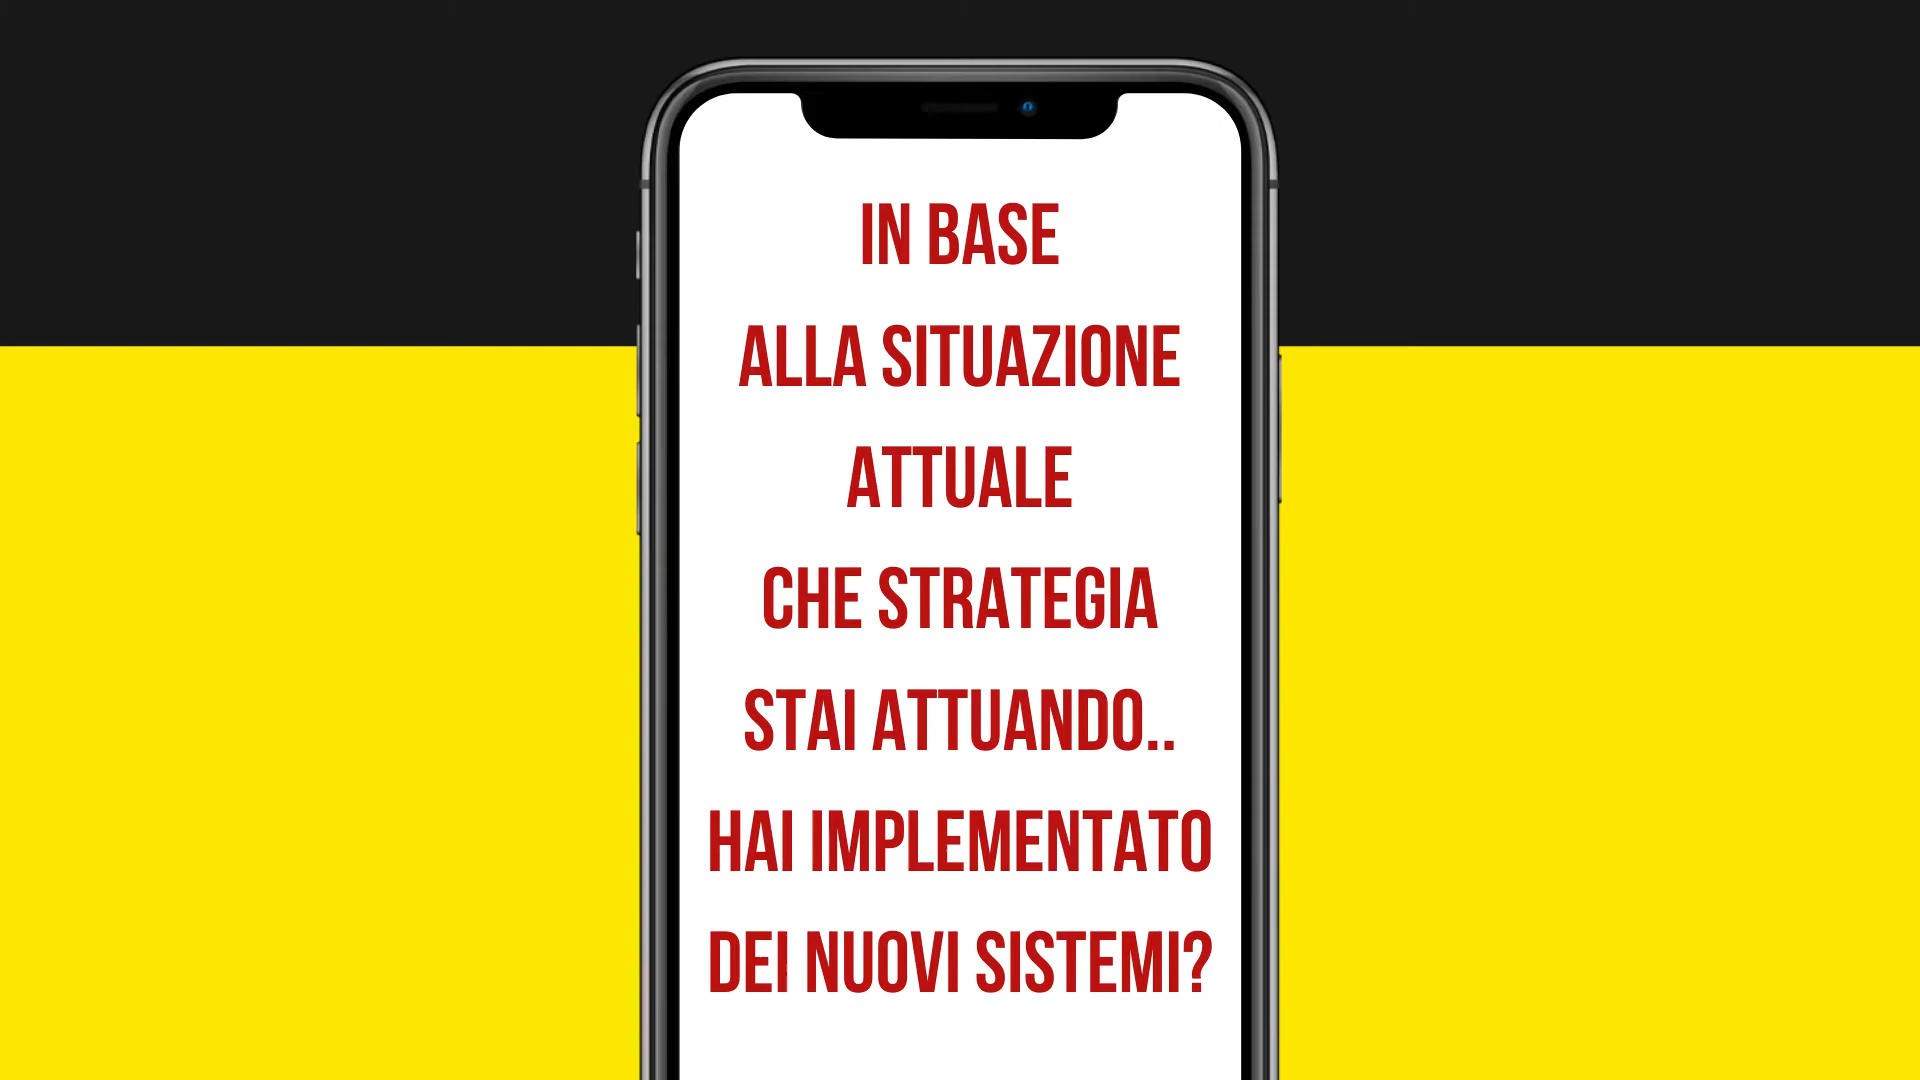 IN BASE
ALLA SITUAZIONE
ATTUALE
CHE STRATEGIA
STAI ATTUANDO..
HAI IMPLEMENTATO
DEI NUOVI SISTEMI?